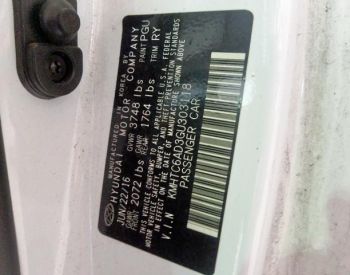 MANUFACTURED IN KOREA BY
HYUNDAI MOTOR COMPANY
JUN/22/16 GVWR 3748 lbs PAINT PGU
GAWR FRONT 2072 lbs GAWR REAR 1764 lbs TRIM RY
THIS VEHICLE CONFORMS TO ALL APPLICABLE U.S.A. FEDERAL
MOTOR VEHICLE SAFETY, BUMPER, AND THEFT PREVENTION
STANDARDS IN EFFECT ON THE DATE OF MANUFACTURE SHOWN ABOVE
V.I.N KMHTC6AD3GU303118
PASSENGER CAR